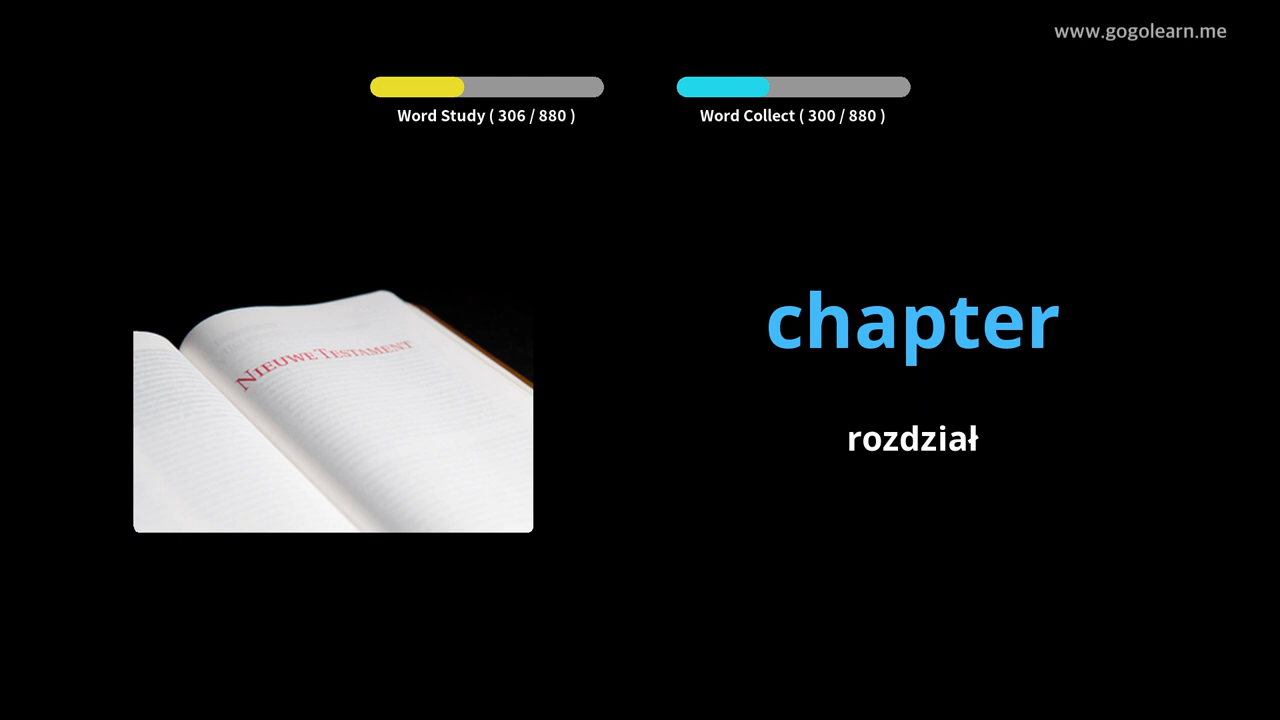 www.gogolearn.me
Word Study ( 306 / 880 )
Word Collect ( 300 / 880 )
NIEUWE TESTAMENT
chapter
rozdział